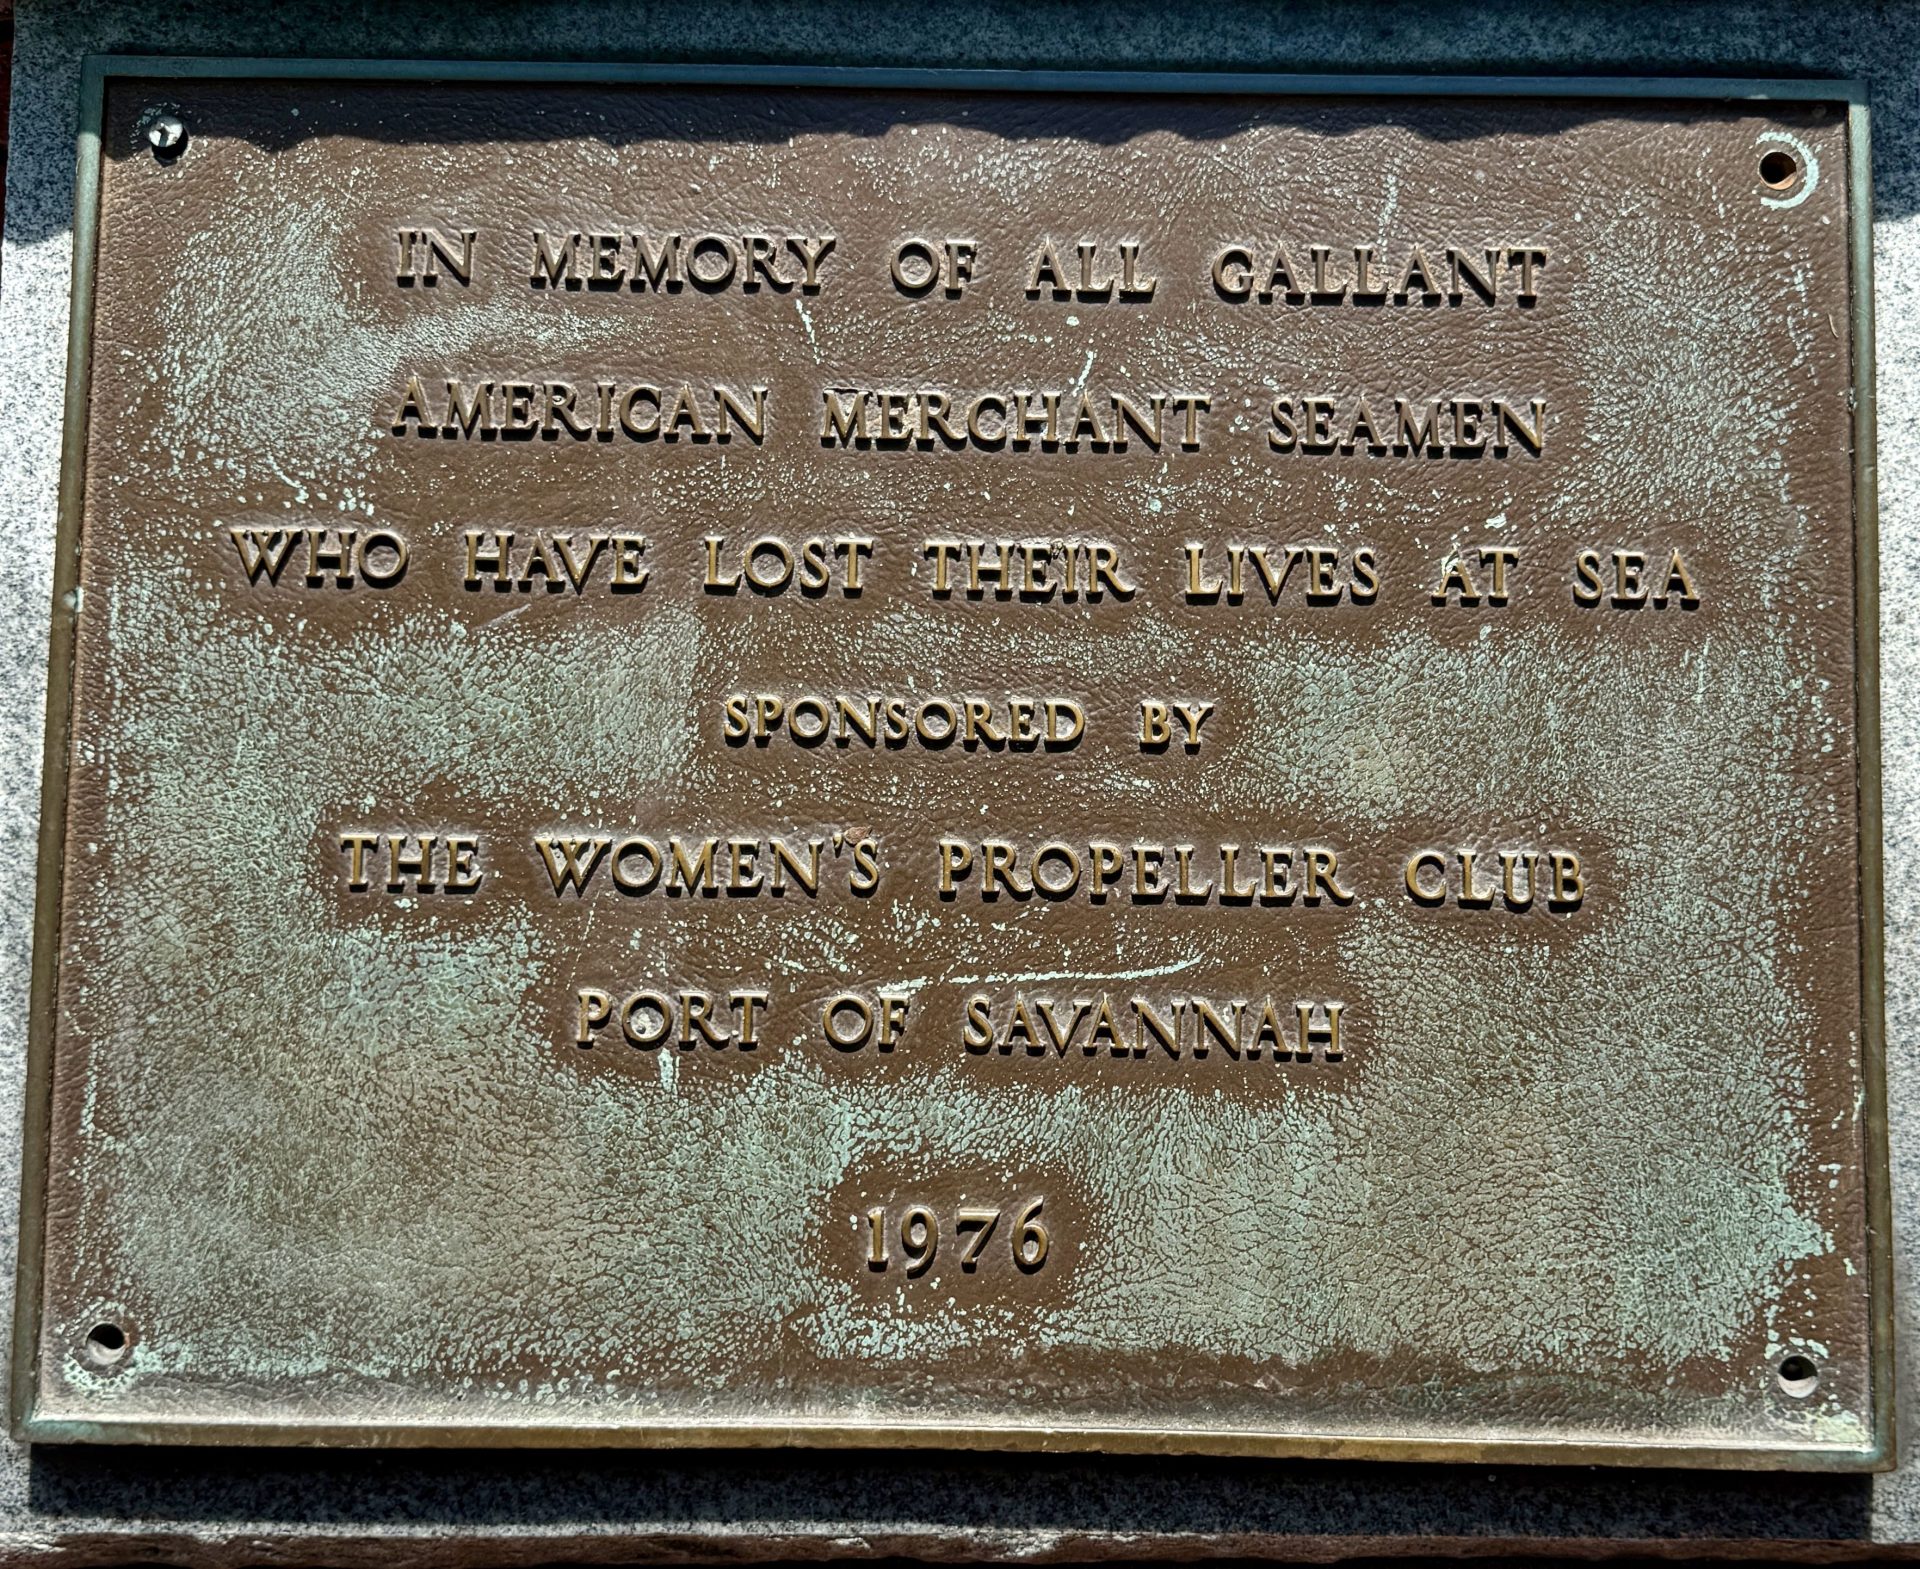 IN MEMORY OF ALL GALLANT
AMERICAN MERCHANT SEAMEN
WHO HAVE LOST THEIR LIVES AT SEA
SPONSORED BY
THE WOMEN'S PROPELLER CLUB
PORT OF SAVANNAH
1976